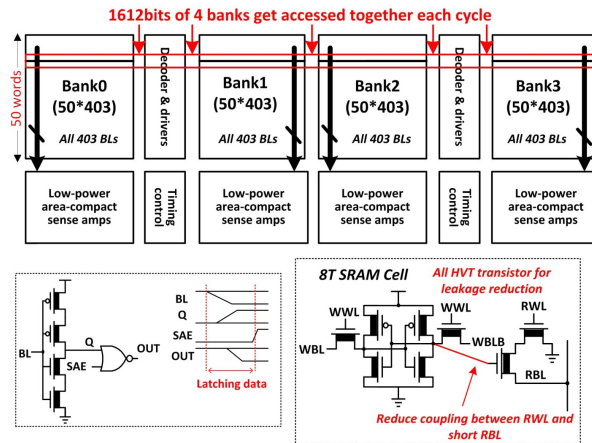 1612bits of 4 banks get accessed together each cycle
50 words
Bank0
(50*403)
All 403 BLs
Decoder & drivers
Bank1
(50*403)
All 403 BLs
Bank2
(50*403)
All 403 BLs
Decoder & drivers
Bank3
(50*403)
All 403 BLs
Low-power
area-compact
sense amps
Timing
control
Low-power
area-compact
sense amps
Low-power
area-compact
sense amps
Timing
control
Low-power
area-compact
sense amps
BL
Q
SAE
OUT
BL
Q
SAE
OUT
Latching data
8T SRAM Cell
All HVT transistor for
leakage reduction
WWL
WBL
WWL
WBLB
RWL
RBL
Reduce coupling between RWL and
short RBL